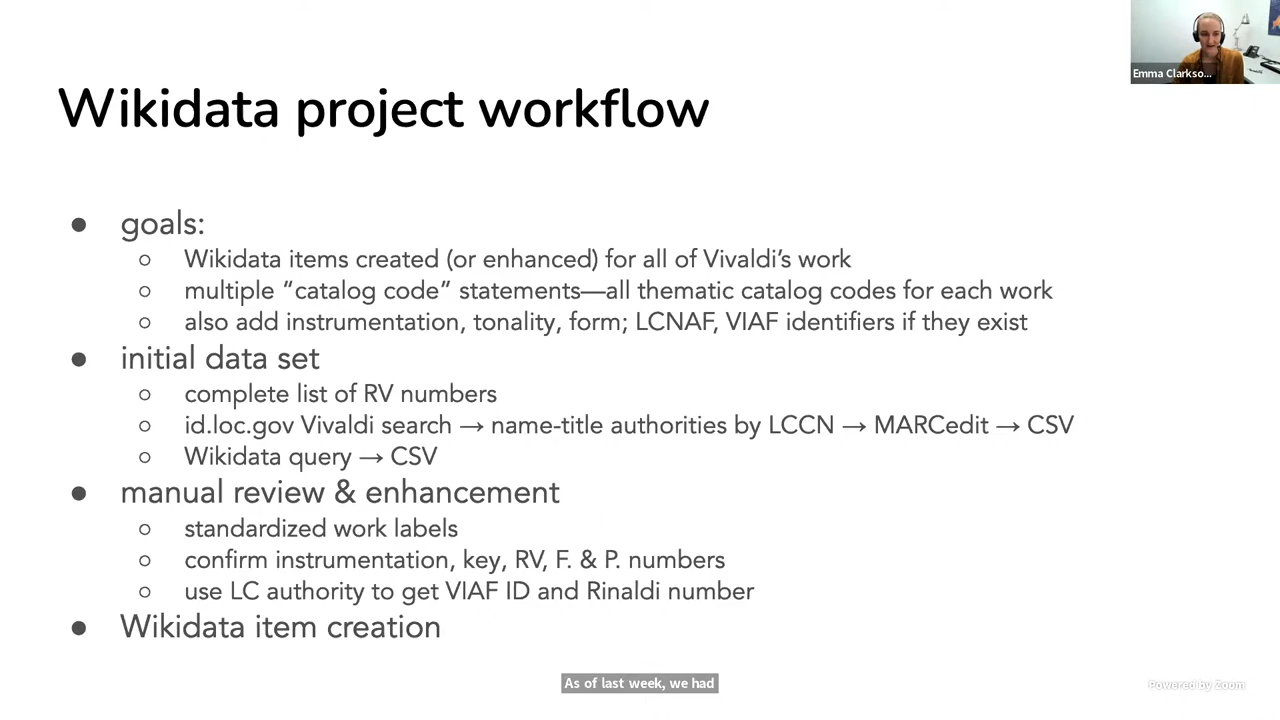 Emma Clarkso...
Wikidata project workflow
● goals:
○ Wikidata items created (or enhanced) for all of Vivaldi’s work
○ multiple “catalog code” statements—all thematic catalog codes for each work
○ also add instrumentation, tonality, form; LCNAF, VIAF identifiers if they exist
● initial data set
○ complete list of RV numbers
○ id.loc.gov Vivaldi search → name-title authorities by LCCN → MARCedit → CSV
○ Wikidata query → CSV
● manual review & enhancement
○ standardized work labels
○ confirm instrumentation, key, RV, F. & P. numbers
○ use LC authority to get VIAF ID and Rinaldi number
● Wikidata item creation
As of last week, we had
Powered by Zoom